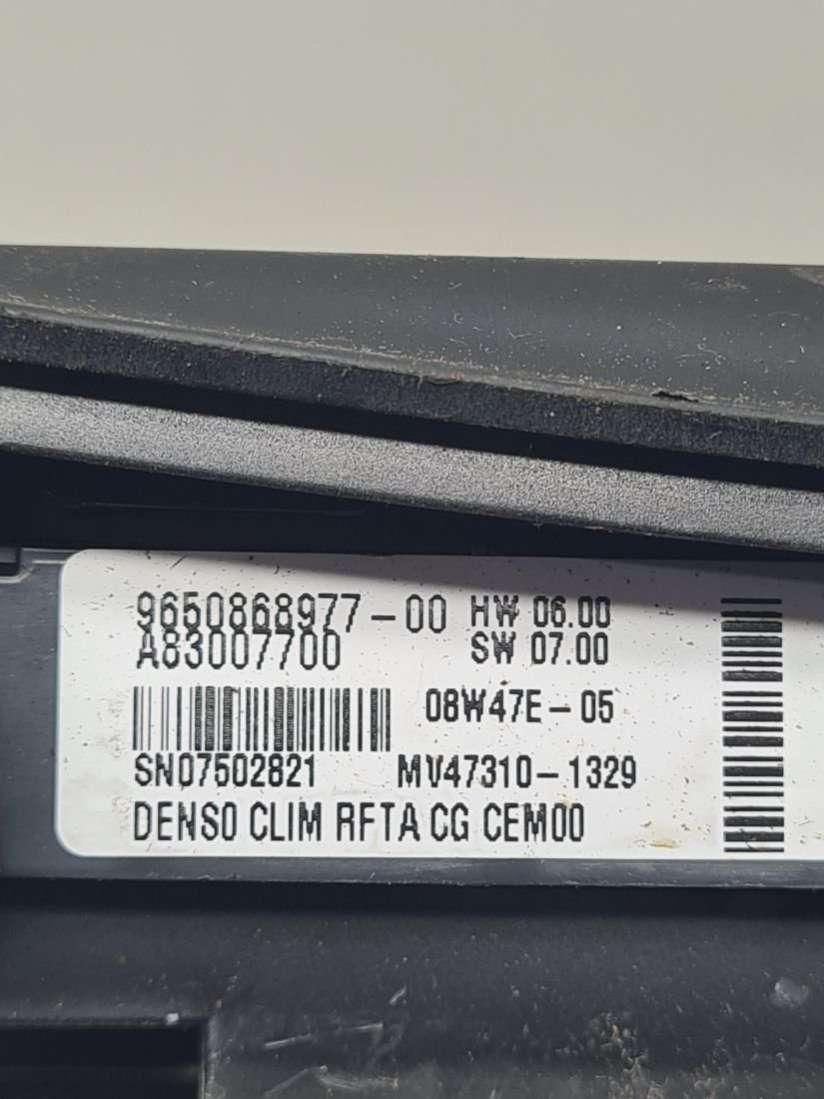 9650868977-00 HW 06.00
A83007700 SW 07.00
08W47E-05
SN07502821 MV47310-1329
DENSO CLIM RFTA CG CEM00